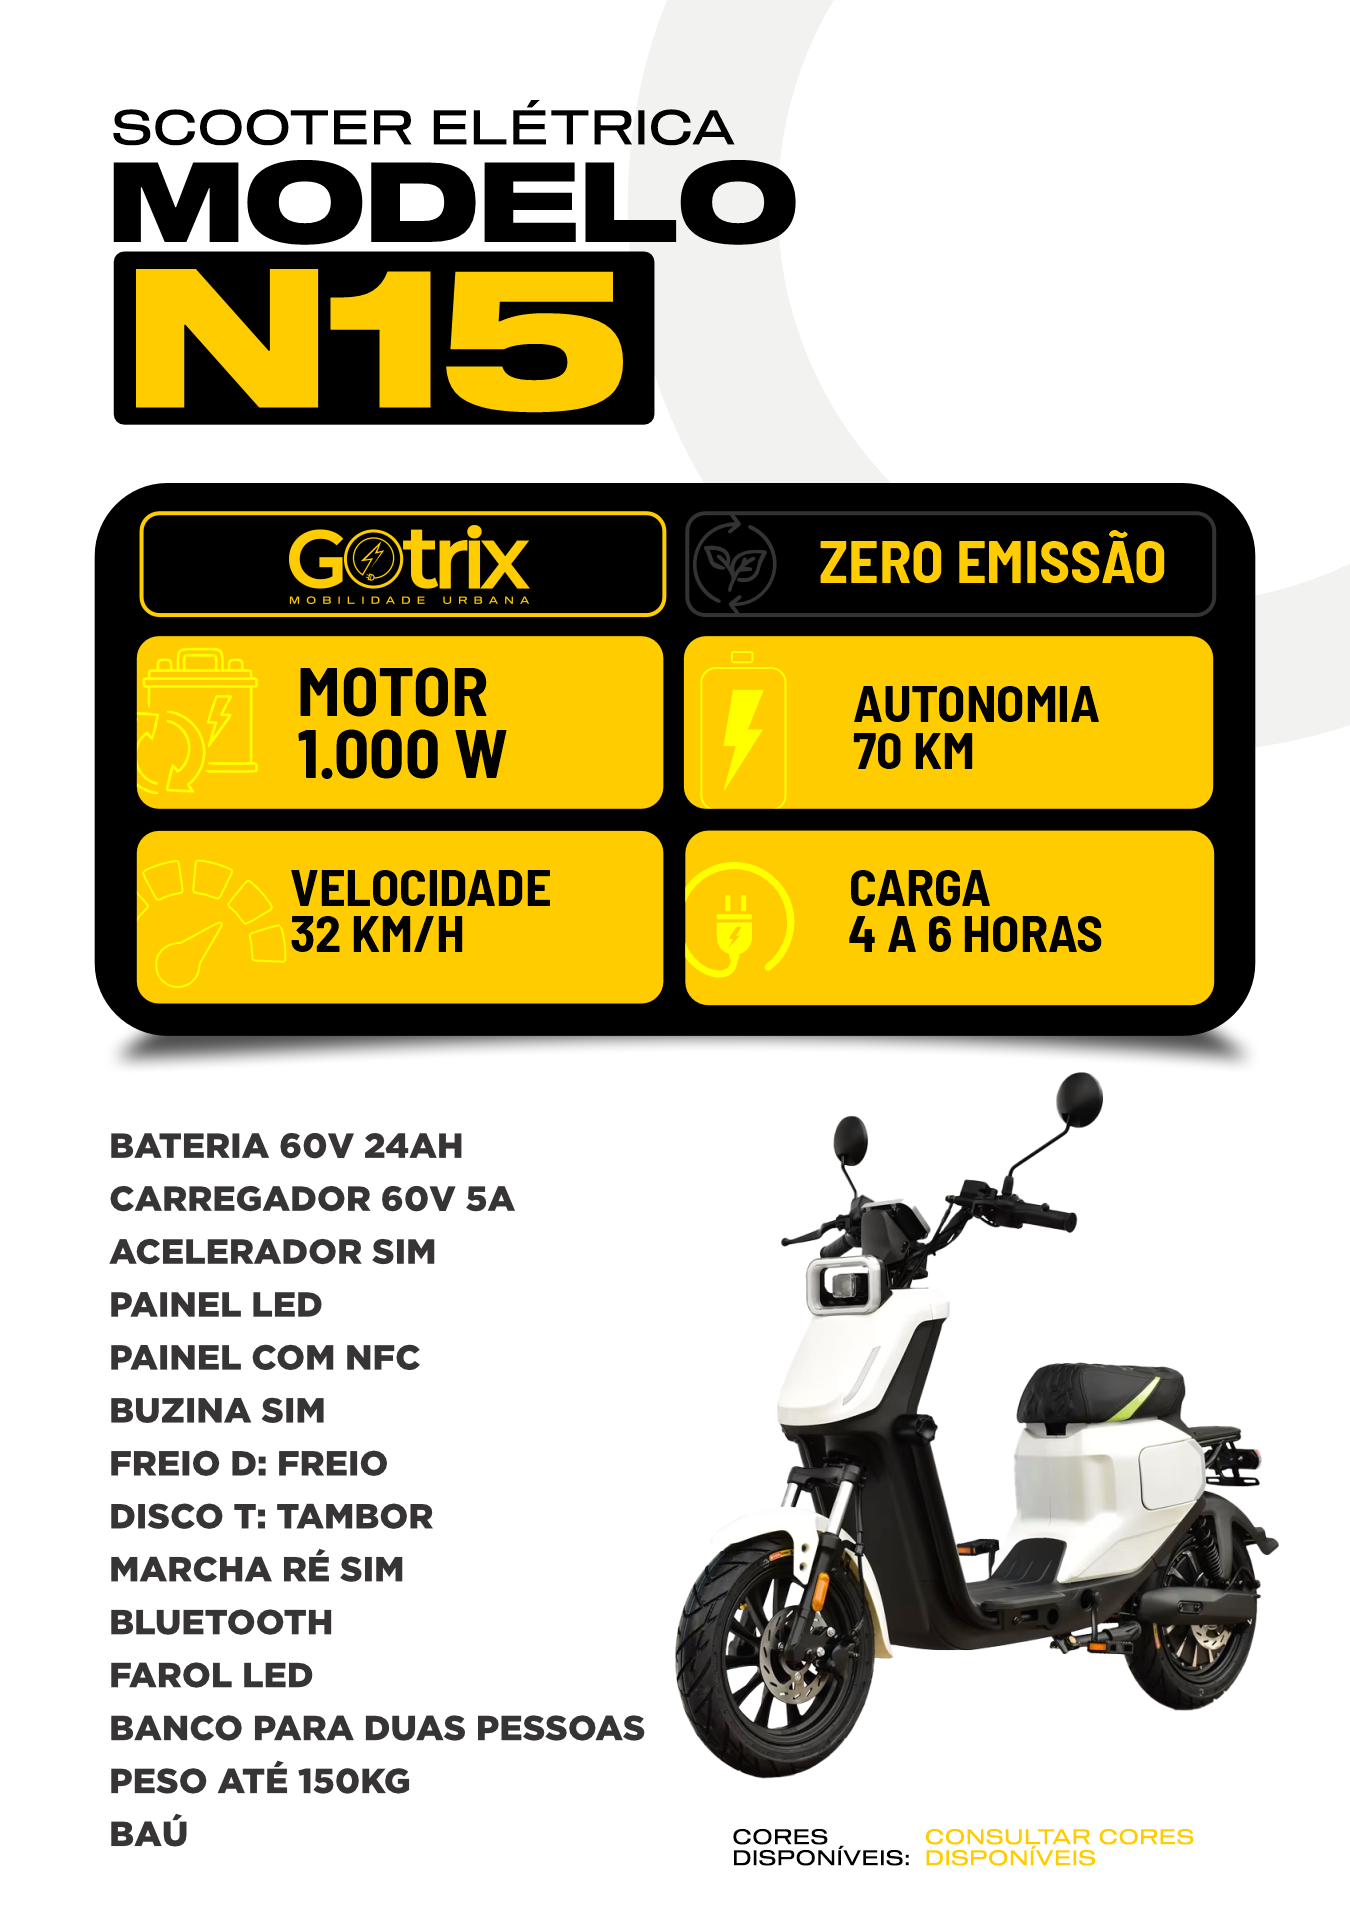 SCOOTER ELÉTRICA
MODELO
N15
GOtrix
MOBILIDADE URBANA
ZERO EMISSÃO
MOTOR
1.000 W
AUTONOMIA
70 KM
VELOCIDADE
32 KM/H
CARGA
4 A 6 HORAS
BATERIA 60V 24AH
CARREGADOR 60V 5A
ACELERADOR SIM
PAINEL LED
PAINEL COM NFC
BUZINA SIM
FREIO D: FREIO
DISCO T: TAMBOR
MARCHA RÉ SIM
BLUETOOTH
FAROL LED
BANCO PARA DUAS PESSOAS
PESO ATÉ 150KG
BAÚ
CORES
DISPONÍVEIS:
CONSULTAR CORES
DISPONÍVEIS